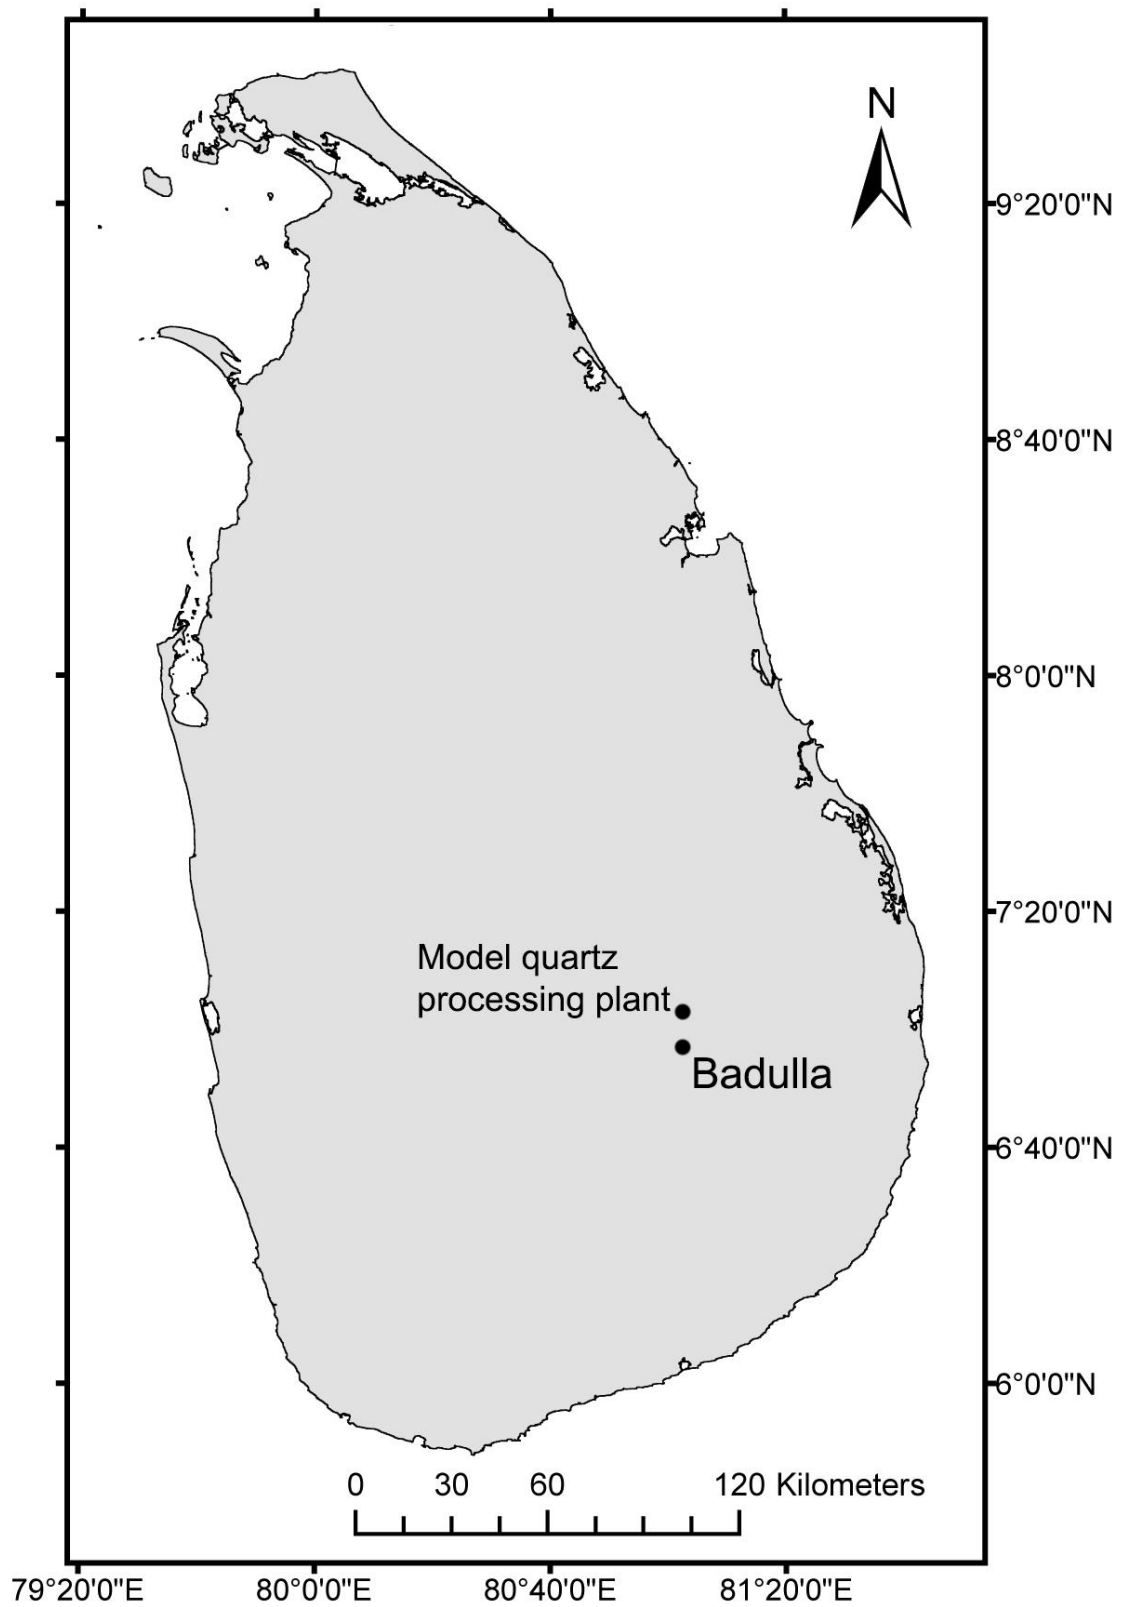 N
9°20'0"N
8°40'0"N
8°0'0"N
7°20'0"N
Model quartz
processing plant
Badulla
6°40'0"N
6°0'0"N
0 30 60 120 Kilometers
79°20'0"E 80°0'0"E 80°40'0"E 81°20'0"E